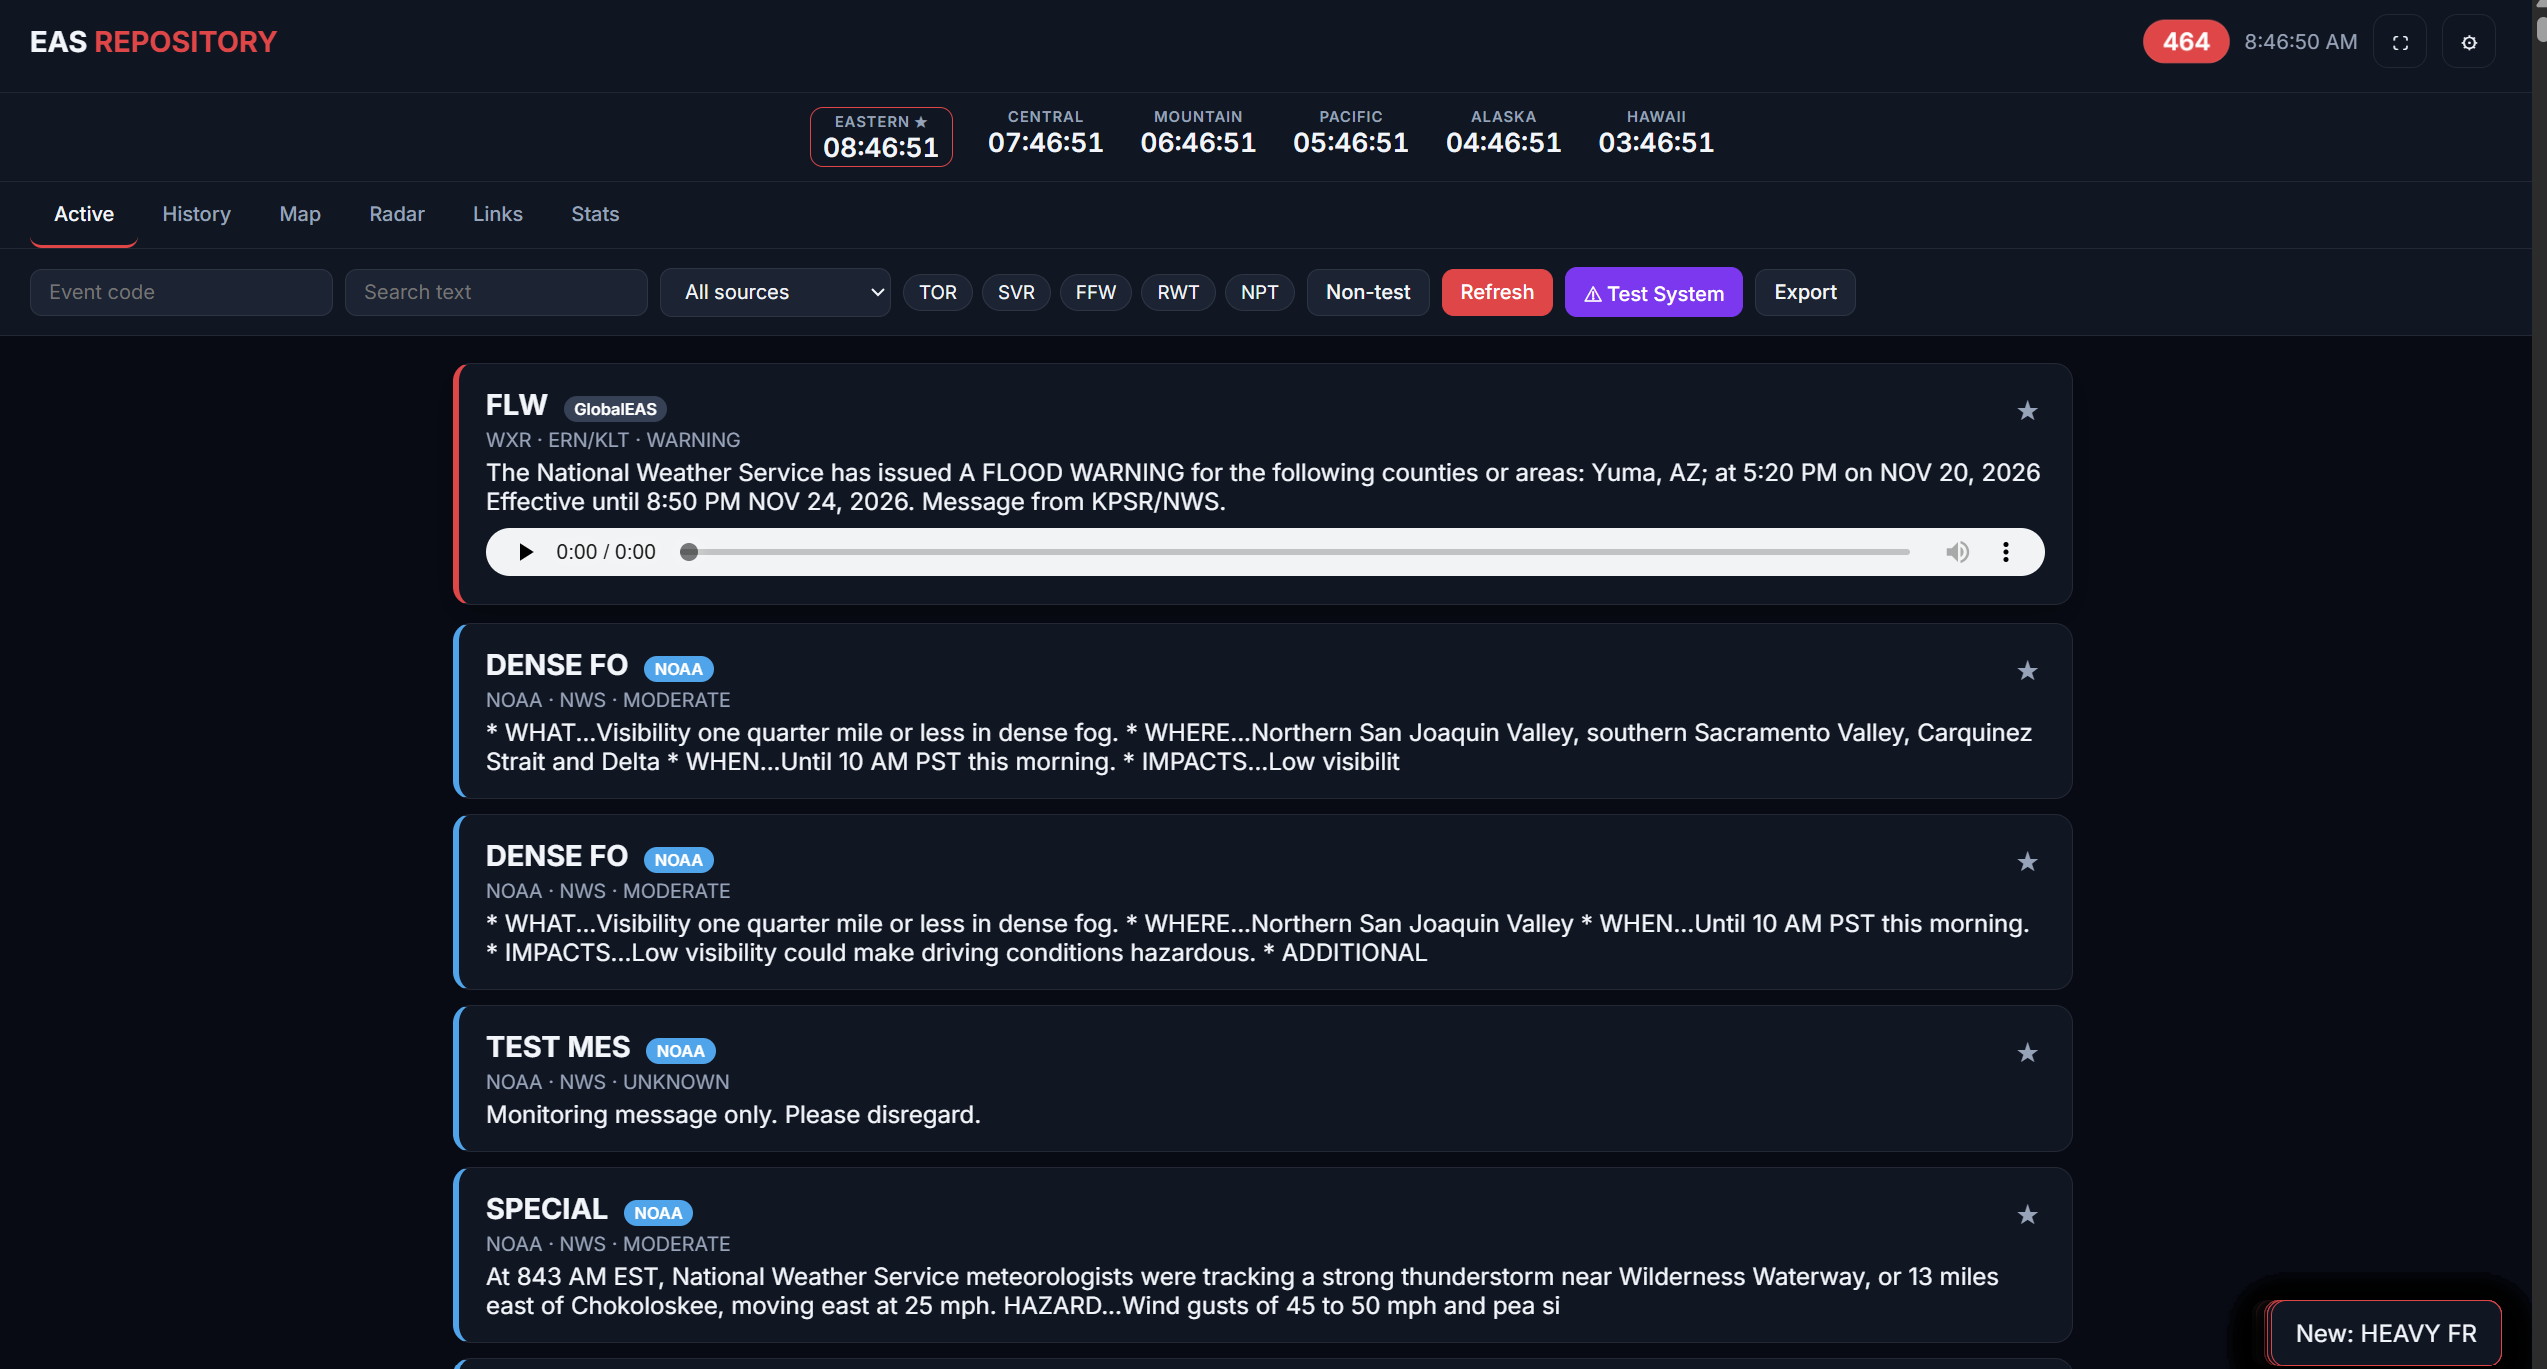 EAS REPOSITORY
464 8:46:50 AM
EASTERN ★ CENTRAL MOUNTAIN PACIFIC ALASKA HAWAII
08:46:51 07:46:51 06:46:51 05:46:51 04:46:51 03:46:51
Active History Map Radar Links Stats
Event code Search text All sources TOR SVR FFW RWT NPT Non-test Refresh ⚠ Test System Export
FLW GlobalEAS
WXR · ERN/KLT · WARNING
The National Weather Service has issued A FLOOD WARNING for the following counties or areas: Yuma, AZ; at 5:20 PM on NOV 20, 2026
Effective until 8:50 PM NOV 24, 2026. Message from KPSR/NWS.
0:00 / 0:00
DENSE FO NOAA
NOAA · NWS · MODERATE
* WHAT...Visibility one quarter mile or less in dense fog. * WHERE...Northern San Joaquin Valley, southern Sacramento Valley, Carquinez
Strait and Delta * WHEN...Until 10 AM PST this morning. * IMPACTS...Low visibilit
DENSE FO NOAA
NOAA · NWS · MODERATE
* WHAT...Visibility one quarter mile or less in dense fog. * WHERE...Northern San Joaquin Valley * WHEN...Until 10 AM PST this morning.
* IMPACTS...Low visibility could make driving conditions hazardous. * ADDITIONAL
TEST MES NOAA
NOAA · NWS · UNKNOWN
Monitoring message only. Please disregard.
SPECIAL NOAA
NOAA · NWS · MODERATE
At 843 AM EST, National Weather Service meteorologists were tracking a strong thunderstorm near Wilderness Waterway, or 13 miles
east of Chokoloskee, moving east at 25 mph. HAZARD...Wind gusts of 45 to 50 mph and pea si
New: HEAVY FR